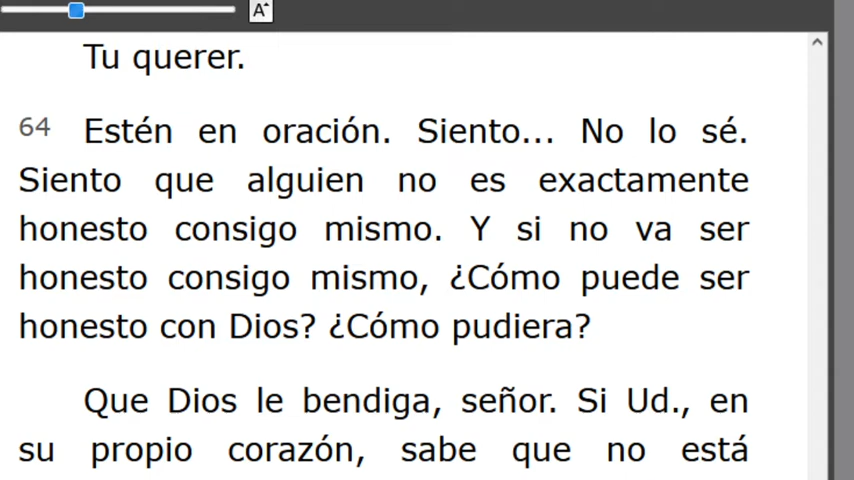 A
Tu querer.
64 Estén en oración. Siento... No lo sé.
Siento que alguien no es exactamente
honesto consigo mismo. Y si no va ser
honesto consigo mismo, ¿Cómo puede ser
honesto con Dios? ¿Cómo pudiera?
Que Dios le bendiga, señor. Si Ud., en
su propio corazón, sabe que no está